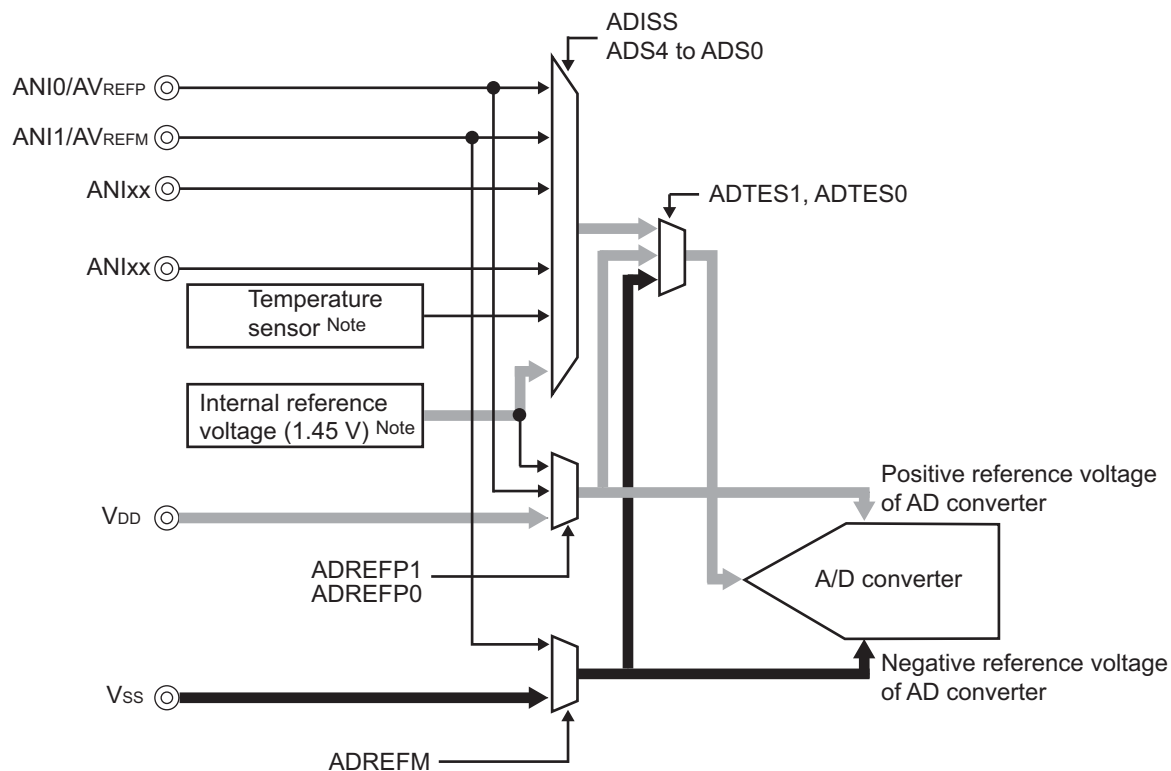 ADISS
ADS4 to ADS0
ANI0/AVREFP
ANI1/AVREFM
ANIxx
ADTES1, ADTES0
ANIxx
Temperature
sensor Note
Internal reference
voltage (1.45 V) Note
Positive reference voltage
of AD converter
VDD
A/D converter
ADREFP1
ADREFP0
Negative reference voltage
of AD converter
VSS
ADREFM